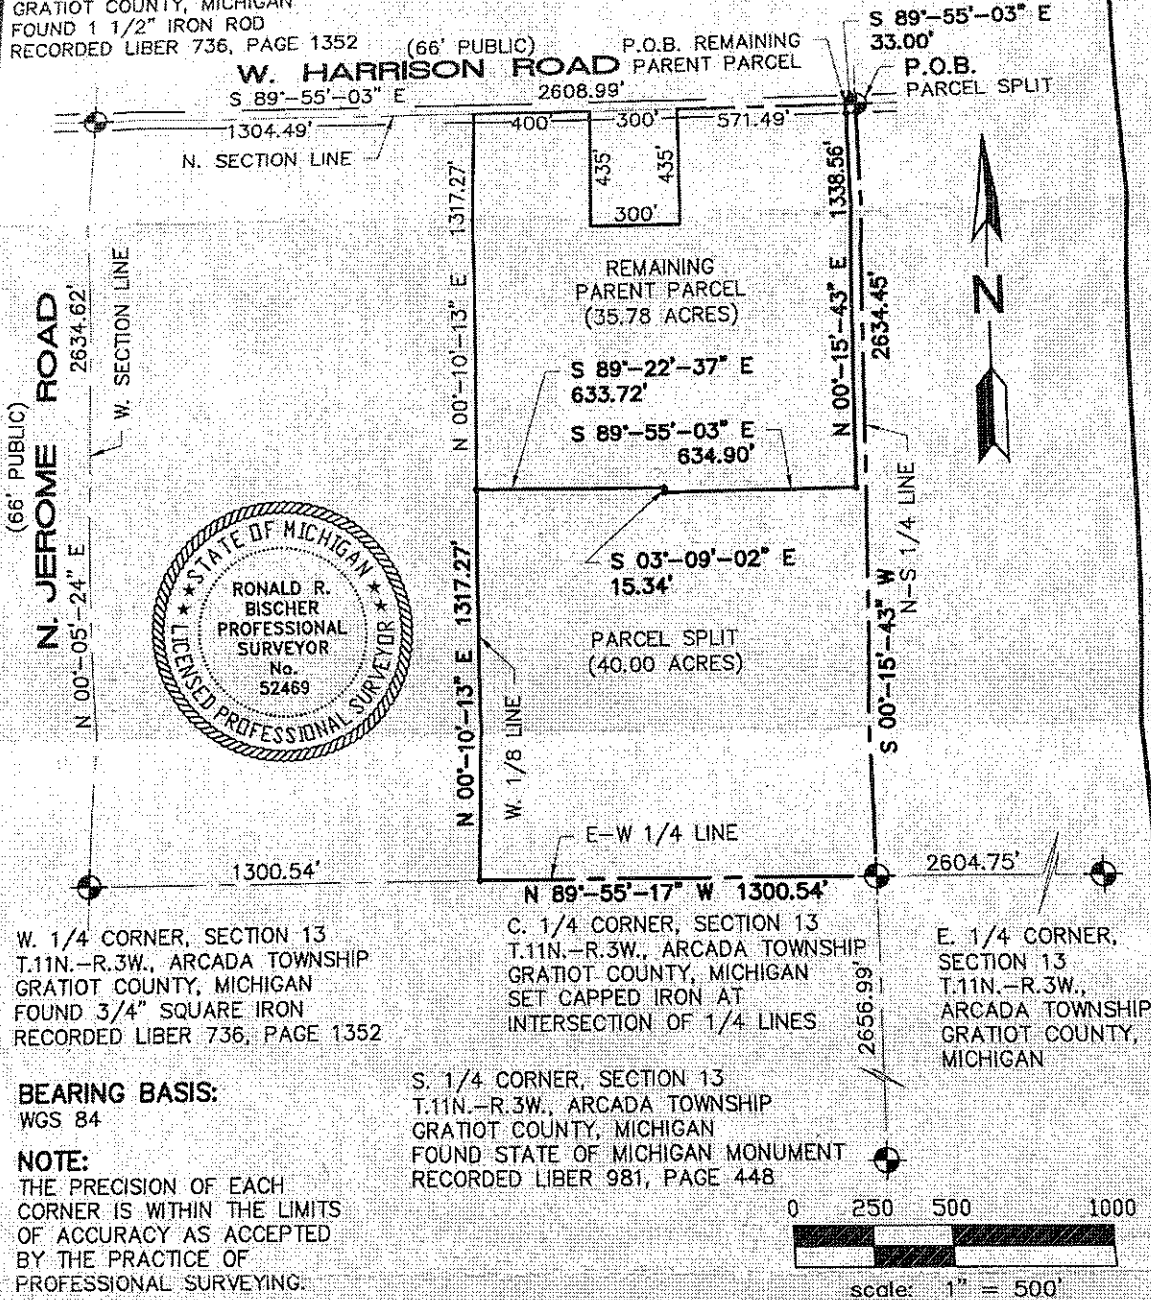 GRATIOT COUNTY, MICHIGAN
FOUND 1 1/2" IRON ROD
RECORDED LIBER 736, PAGE 1352
(66' PUBLIC)
W. HARRISON ROAD
P.O.B. REMAINING
PARENT PARCEL
S 89°-55'-03" E
33.00'
P.O.B.
PARCEL SPLIT
S 89°-55'-03" E
2608.99'
1304.49'
400'
300'
571.49'
N. SECTION LINE
435'
435'
300'
1338.56'
N 00°-15'-43" E
2634.45'
N
1317.27'
N 00°-10'-13" E
REMAINING
PARENT PARCEL
(35.78 ACRES)
(66' PUBLIC)
N. JEROME ROAD
2634.62'
W. SECTION LINE
N 00°-05'-24" E
S 89°-22'-37" E
633.72'
S 89°-55'-03" E
634.90'
N-S 1/4 LINE
S 00°-15'-43" W
STATE OF MICHIGAN
RONALD R.
BISCHER
PROFESSIONAL
SURVEYOR
No.
52469
LICENSED PROFESSIONAL SURVEYOR
S 03°-09'-02" E
15.34'
N 00°-10'-13" E 1317.27'
W. 1/8 LINE
PARCEL SPLIT
(40.00 ACRES)
E-W 1/4 LINE
1300.54'
N 89°-55'-17" W 1300.54'
2604.75'
W. 1/4 CORNER, SECTION 13
T.11N.-R.3W., ARCADA TOWNSHIP
GRATIOT COUNTY, MICHIGAN
FOUND 3/4" SQUARE IRON
RECORDED LIBER 736, PAGE 1352
C. 1/4 CORNER, SECTION 13
T.11N.-R.3W., ARCADA TOWNSHIP
GRATIOT COUNTY, MICHIGAN
SET CAPPED IRON AT
INTERSECTION OF 1/4 LINES
2656.99'
E. 1/4 CORNER,
SECTION 13
T.11N.-R.3W.,
ARCADA TOWNSHIP
GRATIOT COUNTY,
MICHIGAN
BEARING BASIS:
WGS 84
S. 1/4 CORNER, SECTION 13
T.11N.-R.3W., ARCADA TOWNSHIP
GRATIOT COUNTY, MICHIGAN
FOUND STATE OF MICHIGAN MONUMENT
RECORDED LIBER 981, PAGE 448
NOTE:
THE PRECISION OF EACH
CORNER IS WITHIN THE LIMITS
OF ACCURACY AS ACCEPTED
BY THE PRACTICE OF
PROFESSIONAL SURVEYING.
0 250 500 1000
scale: 1" = 500'